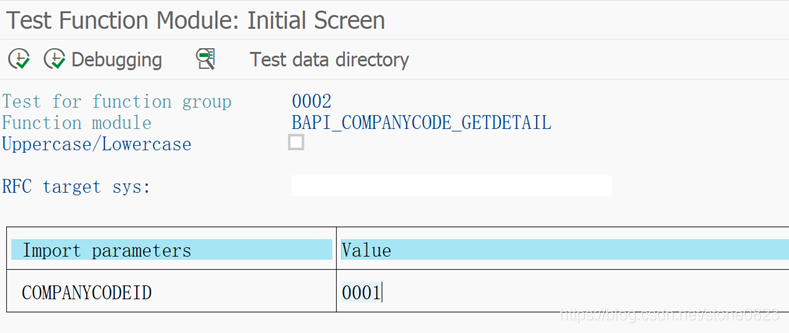 Test Function Module: Initial Screen
Debugging Test data directory
Test for function group 0002
Function module BAPI_COMPANYCODE_GETDETAIL
Uppercase/Lowercase
RFC target sys:
Import parameters Value
COMPANYCODEID 0001
https://blog.csdn.net/stone0823